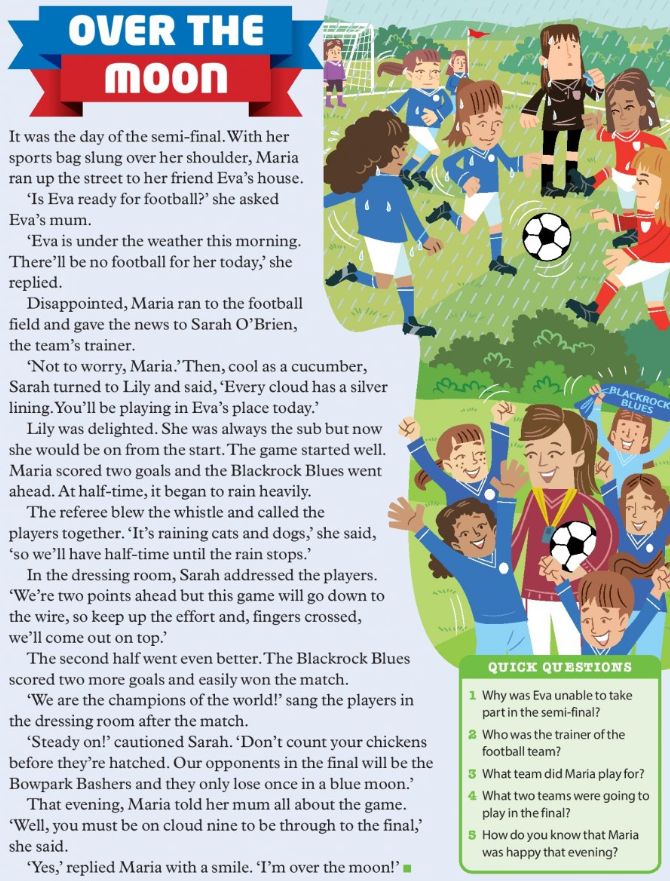 OVER THE
MOON
It was the day of the semi-final. With her
sports bag slung over her shoulder, Maria
ran up the street to her friend Eva's house.
'Is Eva ready for football?' she asked
Eva's mum.
'Eva is under the weather this morning.
There'll be no football for her today,' she
replied.
Disappointed, Maria ran to the football
field and gave the news to Sarah O'Brien,
the team's trainer.
'Not to worry, Maria.' Then, cool as a cucumber,
Sarah turned to Lily and said, 'Every cloud has a silver
lining. You'll be playing in Eva's place today.'
Lily was delighted. She was always the sub but now
she would be on from the start. The game started well.
Maria scored two goals and the Blackrock Blues went
ahead. At half-time, it began to rain heavily.
The referee blew the whistle and called the
players together. 'It's raining cats and dogs,' she said,
'so we'll have half-time until the rain stops.'
In the dressing room, Sarah addressed the players.
'We're two points ahead but this game will go down to
the wire, so keep up the effort and, fingers crossed,
we'll come out on top.'
The second half went even better. The Blackrock Blues
scored two more goals and easily won the match.
'We are the champions of the world!' sang the players in
the dressing room after the match.
'Steady on!' cautioned Sarah. 'Don't count your chickens
before they're hatched. Our opponents in the final will be the
Bowpark Bashers and they only lose once in a blue moon.'
That evening, Maria told her mum all about the game.
'Well, you must be on cloud nine to be through to the final,'
she said.
'Yes,' replied Maria with a smile. 'I'm over the moon!'
BLACKROCK
BLUES
QUICK QUESTIONS
1 Why was Eva unable to take
part in the semi-final?
2 Who was the trainer of the
football team?
3 What team did Maria play for?
4 What two teams were going to
play in the final?
5 How do you know that Maria
was happy that evening?